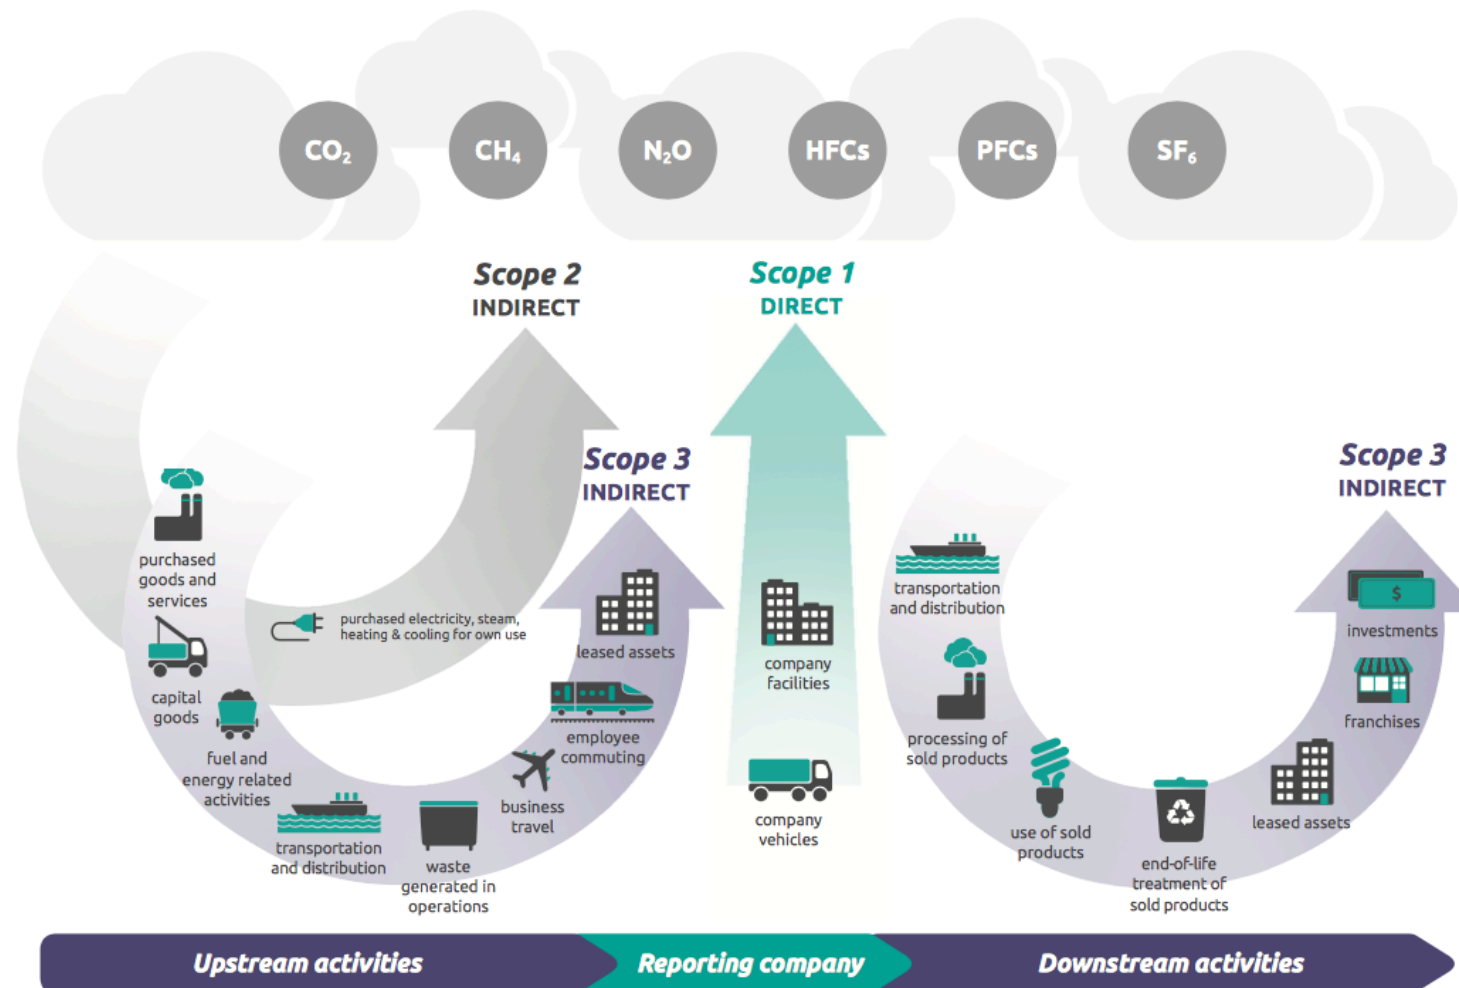 CO₂
CH₄
N₂O
HFCs
PFCs
SF₆
Scope 2
INDIRECT
Scope 1
DIRECT
Scope 3
INDIRECT
Scope 3
INDIRECT
purchased
goods and
services
capital
goods
fuel and
energy related
activities
purchased electricity, steam,
heating & cooling for own use
transportation
and distribution
waste
generated in
operations
business
travel
employee
commuting
leased assets
company
facilities
company
vehicles
transportation
and distribution
processing of
sold products
use of sold
products
end-of-life
treatment of
sold products
leased assets
franchises
$
investments
Upstream activities
Reporting company
Downstream activities